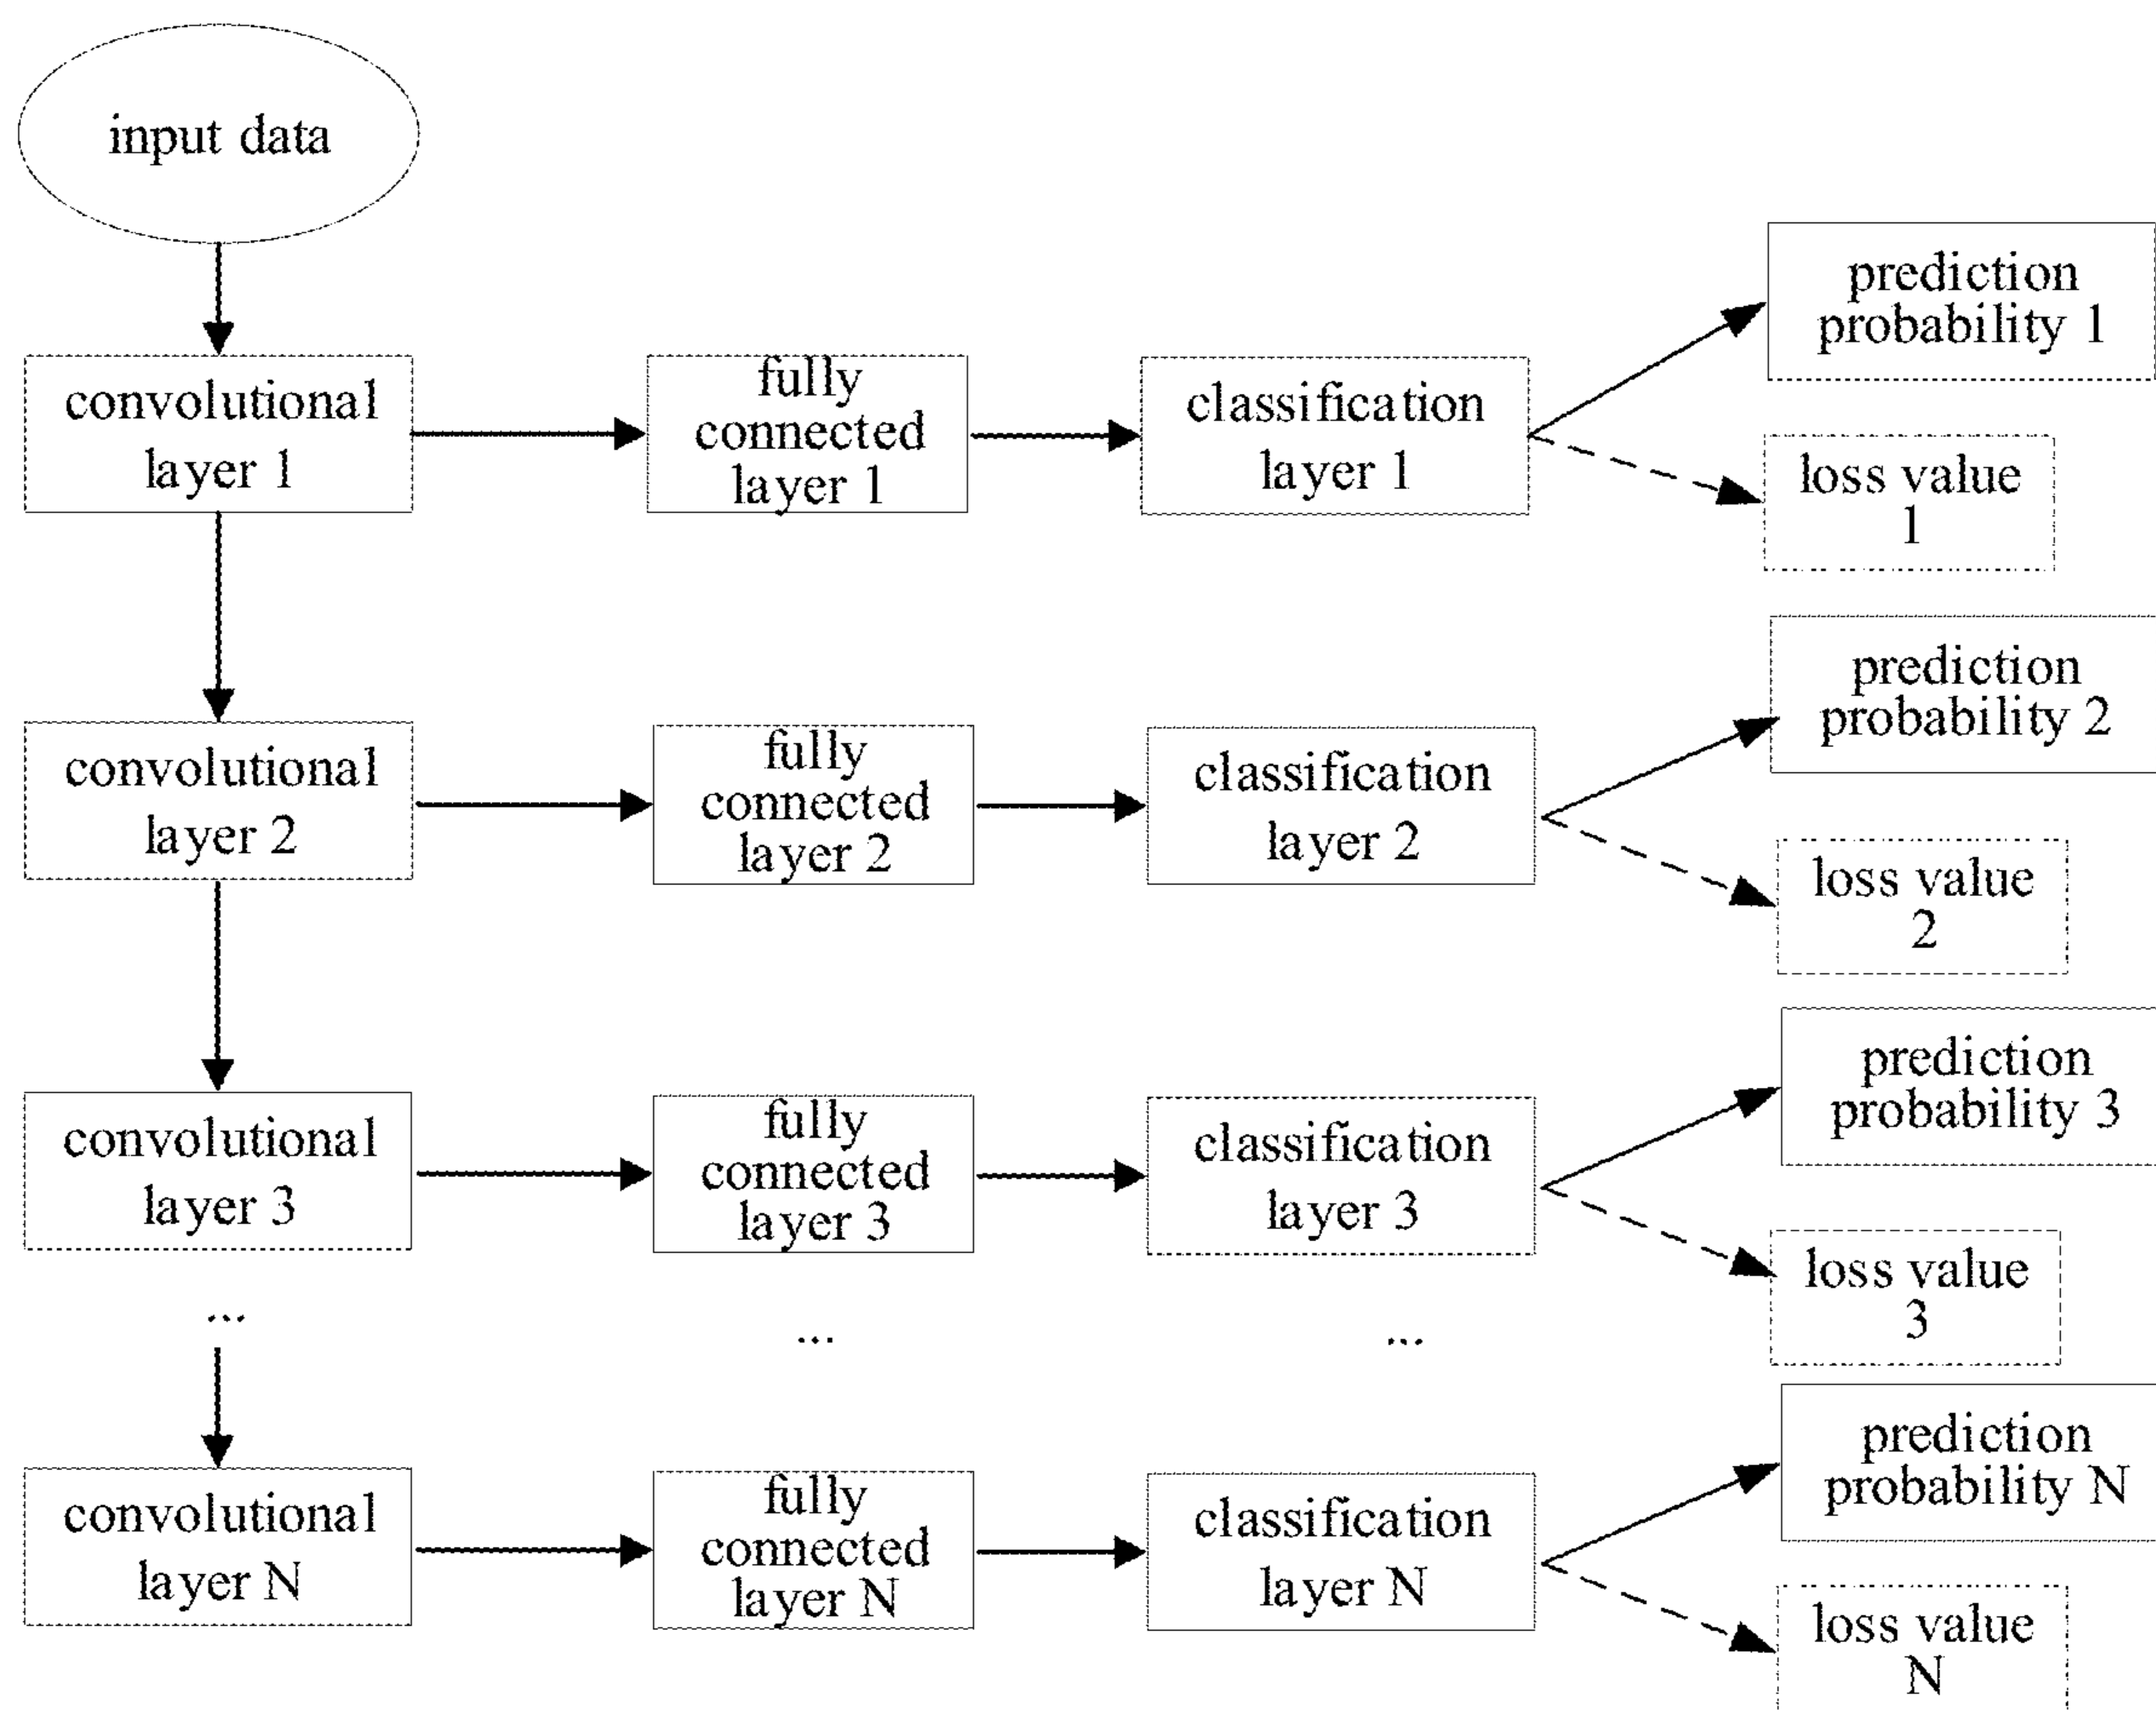 input data
convolutional
layer 1
fully
connected
layer 1
classification
layer 1
prediction
probability 1
loss value
1
convolutional
layer 2
fully
connected
layer 2
classification
layer 2
prediction
probability 2
loss value
2
convolutional
layer 3
fully
connected
layer 3
classification
layer 3
prediction
probability 3
loss value
3
...
...
...
convolutional
layer N
fully
connected
layer N
classification
layer N
prediction
probability N
loss value
N